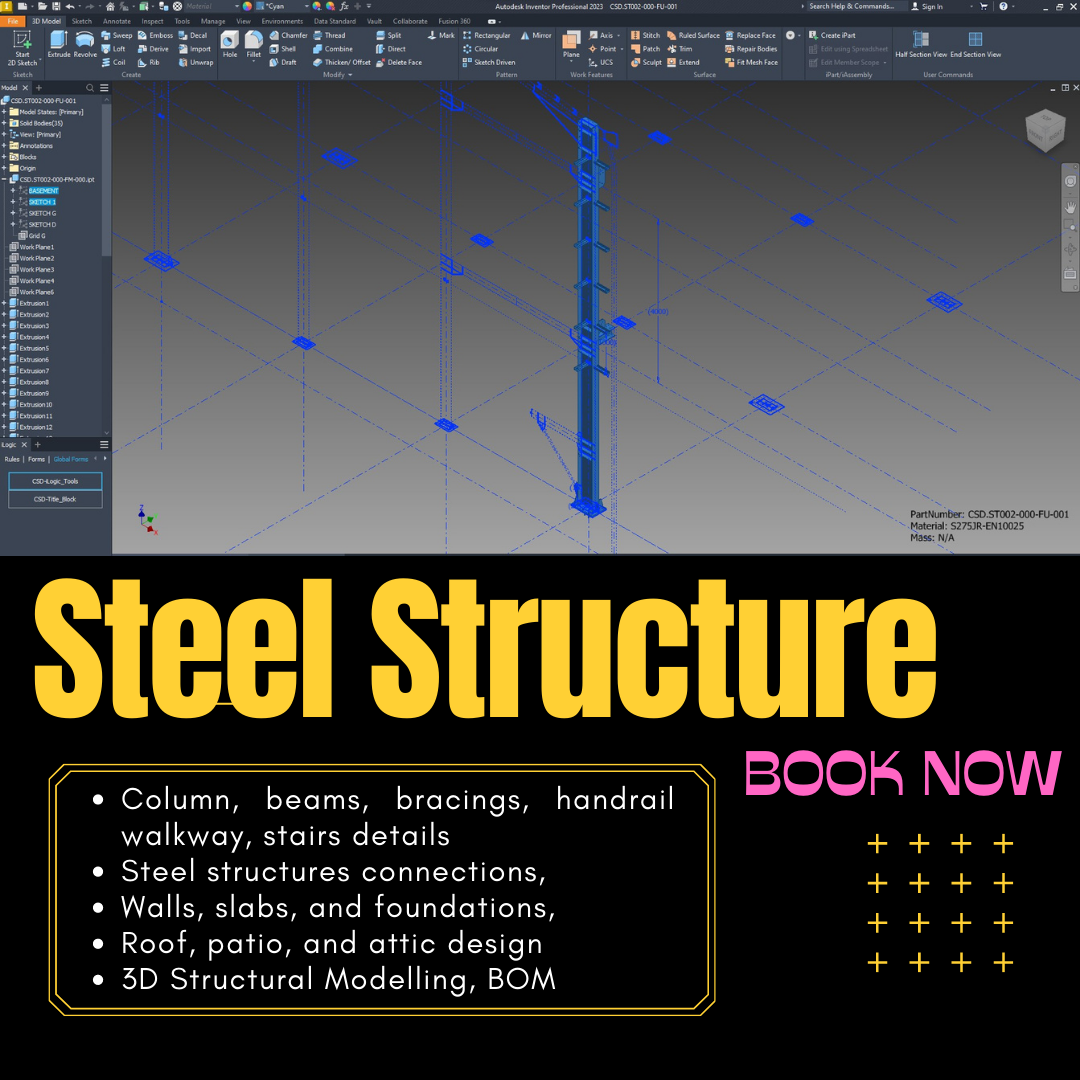 Material
*Cyan
Autodesk Inventor Professional 2023 CSD.ST002-000-FU-001
Search Help & Commands...
Sign In
File 3D Model Sketch Annotate Inspect Tools Manage View Environments Data Standard Vault Collaborate Fusion 360
Start
2D Sketch
Extrude
Revolve
Sweep Emboss Decal
Loft Derive Import
Coil Rib Unwrap
Hole
Fillet
Chamfer Thread Split Mark
Shell Combine Direct
Draft Thicken/ Offset Delete Face
Rectangular Mirror
Circular
Sketch Driven
Plane
Axis
Point
UCS
Stitch Ruled Surface Replace Face
Patch Trim Repair Bodies
Sculpt Extend Fit Mesh Face
Create iPart
Edit using Spreadsheet
Edit Member Scope
Half Section View End Section View
Sketch Create Modify Pattern Work Features Surface iPart/iAssembly User Commands
Model
CSD.ST002-000-FU-001
Model States: [Primary]
Solid Bodies(15)
View: [Primary]
Annotations
Blocks
Origin
CSD.ST002-000-FM-000.ipt
BASEMENT
SKETCH 1
SKETCH G
SKETCH D
Grid G
Work Plane1
Work Plane2
Work Plane3
Work Plane4
Work Plane6
Extrusion1
Extrusion2
Extrusion3
Extrusion4
Extrusion5
Extrusion6
Extrusion7
Extrusion8
Extrusion9
Extrusion10
Extrusion11
Extrusion12
iLogic
Rules Forms Global Forms
CSD-iLogic_Tools
CSD-Title_Block
(4000)
Z
X
PartNumber: CSD.ST002-000-FU-001
Material: S275JR-EN10025
Mass: N/A
Steel Structure
BOOK NOW
• Column, beams, bracings, handrail
walkway, stairs details
• Steel structures connections,
• Walls, slabs, and foundations,
• Roof, patio, and attic design
• 3D Structural Modelling, BOM